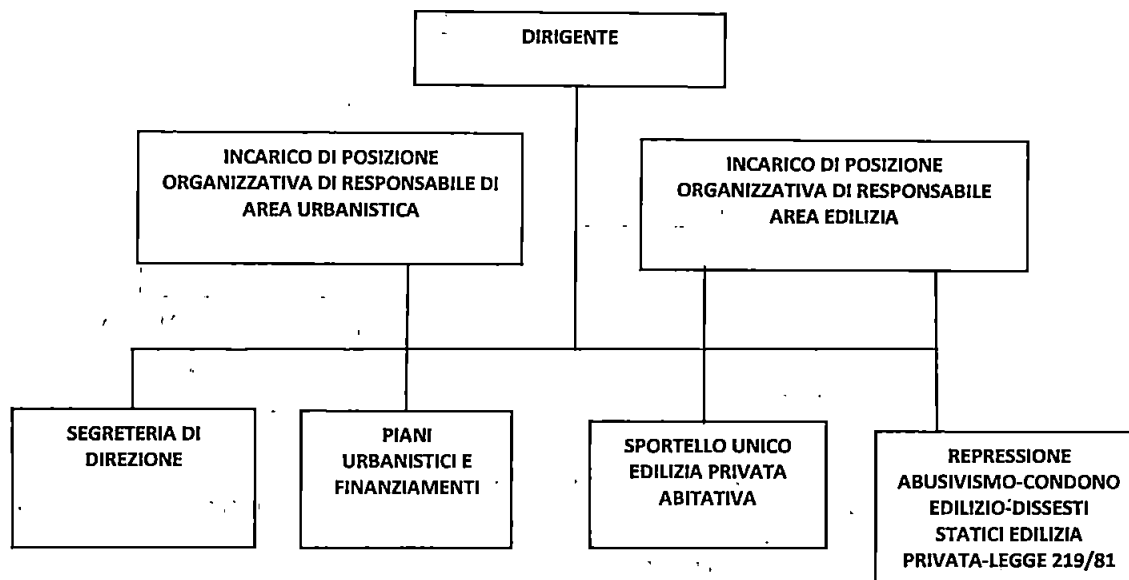 DIRIGENTE
INCARICO DI POSIZIONE
ORGANIZZATIVA DI RESPONSABILE DI
AREA URBANISTICA
INCARICO DI POSIZIONE
ORGANIZZATIVA DI RESPONSABILE
AREA EDILIZIA
SEGRETERIA DI
DIREZIONE
PIANI
URBANISTICI E
FINANZIAMENTI
SPORTELLO UNICO
EDILIZIA PRIVATA
ABITATIVA
REPRESSIONE
ABUSIVISMO-CONDONO
EDILIZIO-DISSESTI
STATICI EDILIZIA
PRIVATA-LEGGE 219/81